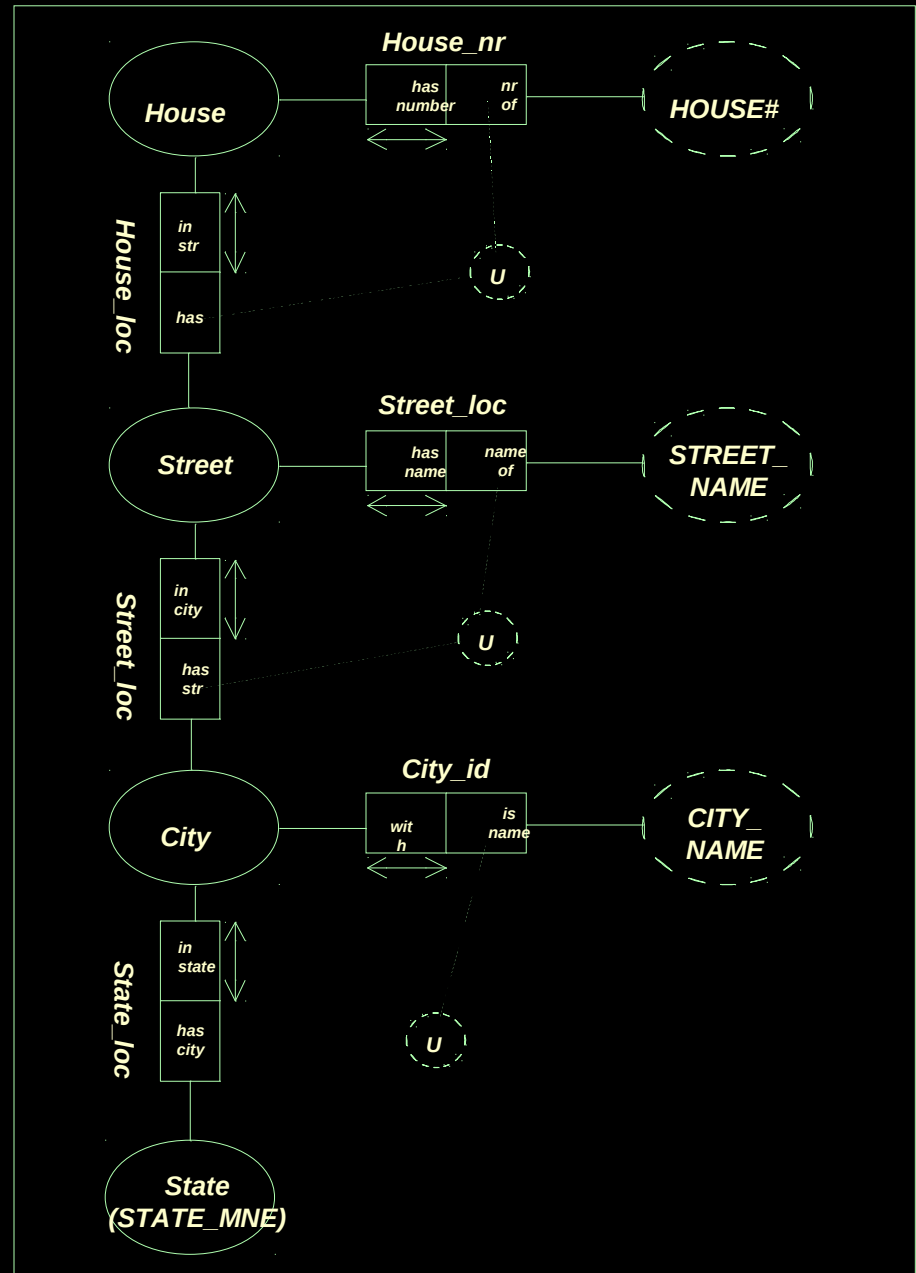 House_nr
House
has
number
nr
of
HOUSE#
House_loc
in
str
has
U
Street_loc
Street
has
name
name
of
STREET_
NAME
Street_loc
in
city
has
str
U
City_id
City
wit
h
is
name
CITY_
NAME
State_loc
in
state
has
city
U
State
(STATE_MNE)